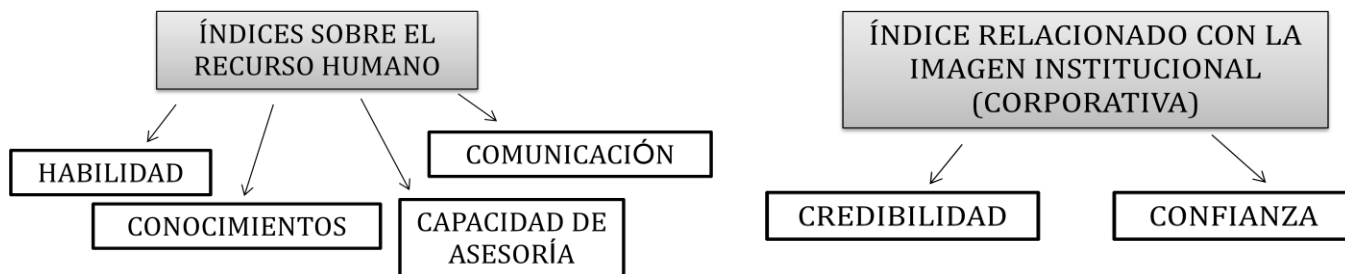 ÍNDICES SOBRE EL
RECURSO HUMANO
HABILIDAD
CONOCIMIENTOS
CAPACIDAD DE
ASESORÍA
COMUNICACIÓN
ÍNDICE RELACIONADO CON LA
IMAGEN INSTITUCIONAL
(CORPORATIVA)
CREDIBILIDAD
CONFIANZA